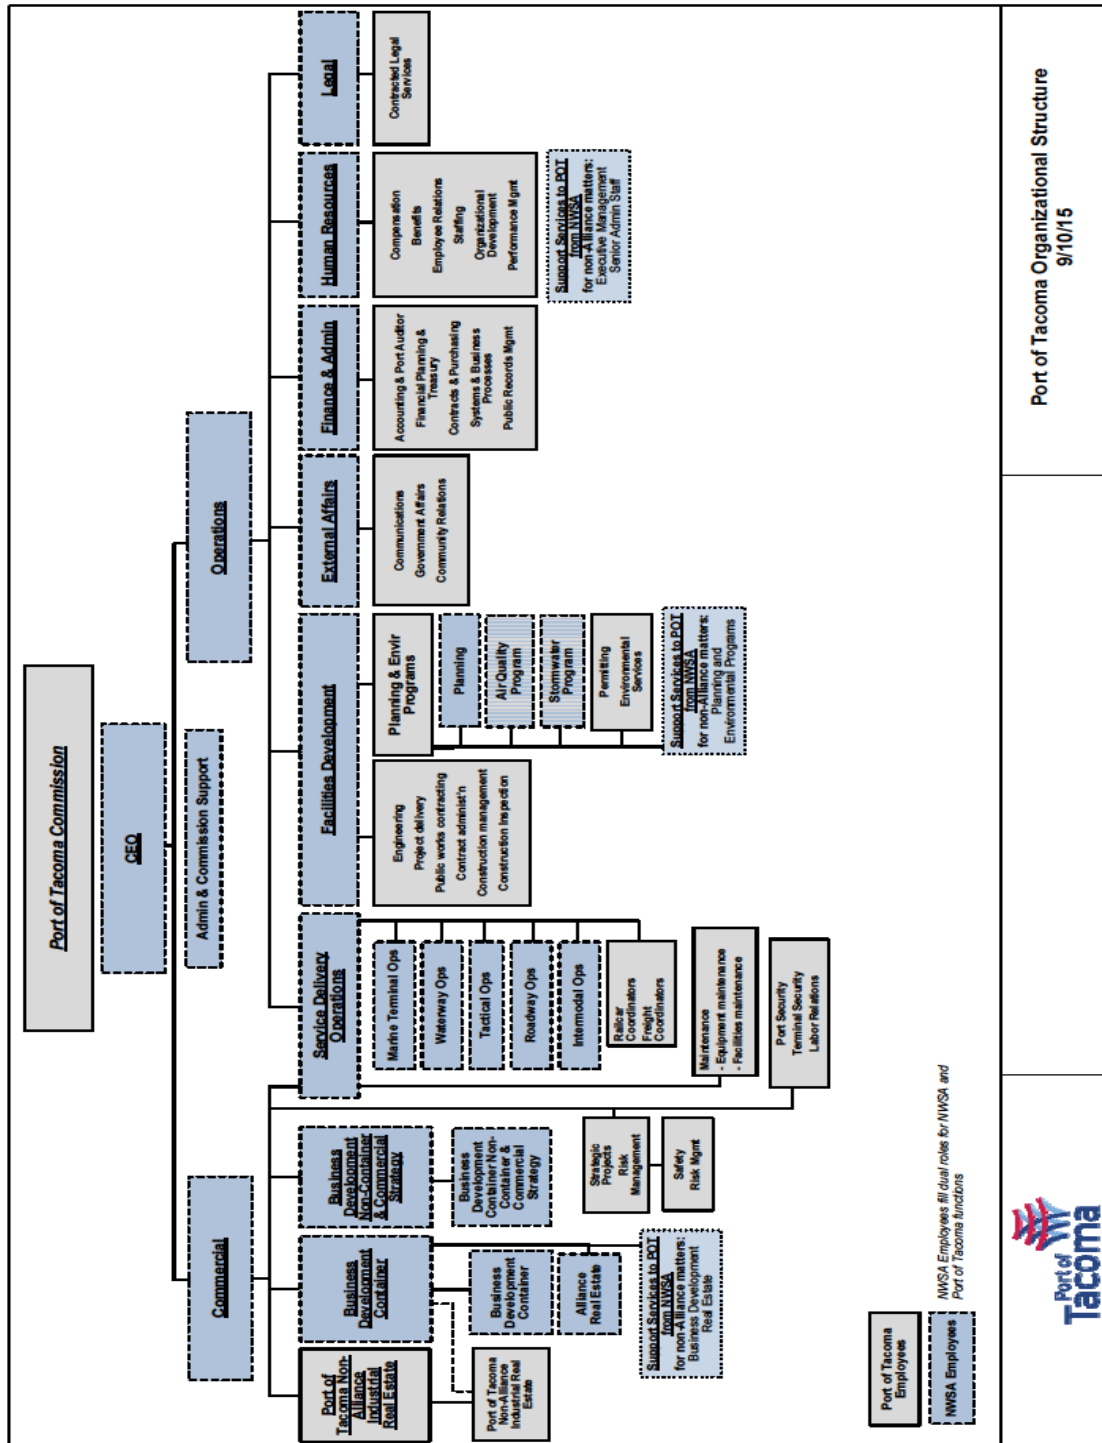 Port of Tacoma Commission
CEO
Admin & Commission Support
Commercial
Operations
Port of
Tacoma Non-
Alliance
Industrial
Real Estate
Business
Development
Container
Business
Development
Non-Container
& Commercial
Strategy
Service Delivery
Operations
Facilities Development
External Affairs
Finance & Admin
Human Resources
Legal
Port of Tacoma
Non-Alliance
Industrial Real
Estate
Business
Development
Container
Alliance
Real Estate
Support Services to POT
from NWSA
for non-Alliance matters:
Business Development
Real Estate
Business
Development
Container Non-
Container &
Commercial
Strategy
Strategic
Projects
Risk
Management
Safety
Risk Mgmt
Marine Terminal Ops
Waterway Ops
Tactical Ops
Roadway Ops
Intermodal Ops
Railcar
Coordinators
Freight
Coordinators
Maintenance
- Equipment maintenance
- Facilities maintenance
Port Security
Terminal Security
Labor Relations
Engineering
Project delivery
Public works contracting
Contract administ'n
Construction management
Construction Inspection
Planning & Envir
Programs
Planning
Air Quality
Program
Stormwater
Program
Permitting
Environmental
Services
Support Services to POT
from NWSA
for non-Alliance matters:
Planning and
Environmental Programs
Communications
Government Affairs
Community Relations
Accounting & Port Auditor
Financial Planning &
Treasury
Contracts & Purchasing
Systems & Business
Processes
Public Records Mgmt
Compensation
Benefits
Employee Relations
Staffing
Organizational
Development
Performance Mgmt
Support Services to POT
from NWSA
for non-Alliance matters:
Executive Management
Senior Admin Staff
Contracted Legal
Services
Port of Tacoma
Employees
NWSA Employees
NWSA Employees fill dual roles for NWSA and
Port of Tacoma functions
Port of
Tacoma
Port of Tacoma Organizational Structure
9/10/15